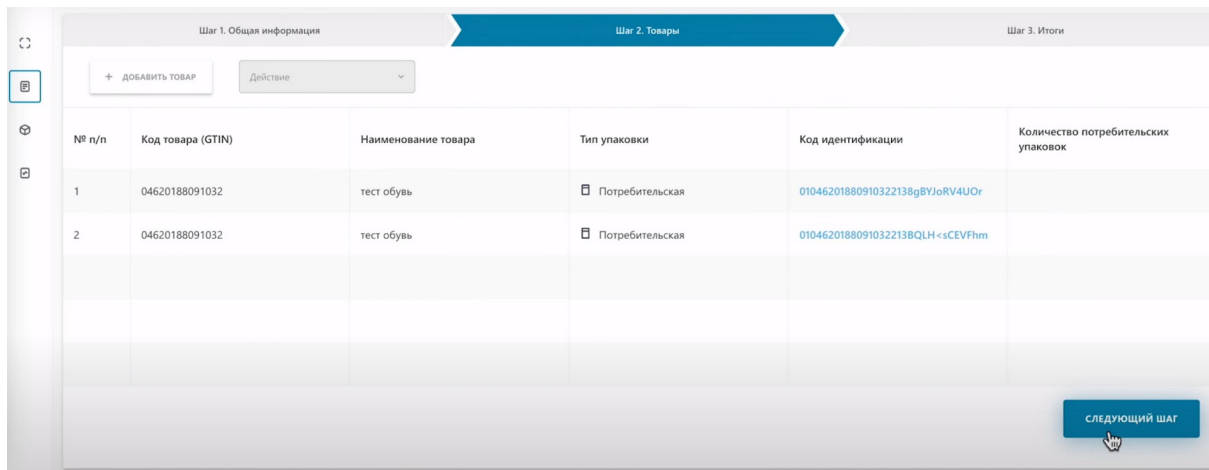 Шаг 1. Общая информация
Шаг 2. Товары
Шаг 3. Итоги
+ ДОБАВИТЬ ТОВАР
Действие
№ п/п
Код товара (GTIN)
Наименование товара
Тип упаковки
Код идентификации
Количество потребительских
упаковок
1
04620188091032
тест обувь
Потребительская
01046201880910322138gBYJoRV4UOr
2
04620188091032
тест обувь
Потребительская
0104620188091032213BQLH<sCEVFhm
СЛЕДУЮЩИЙ ШАГ